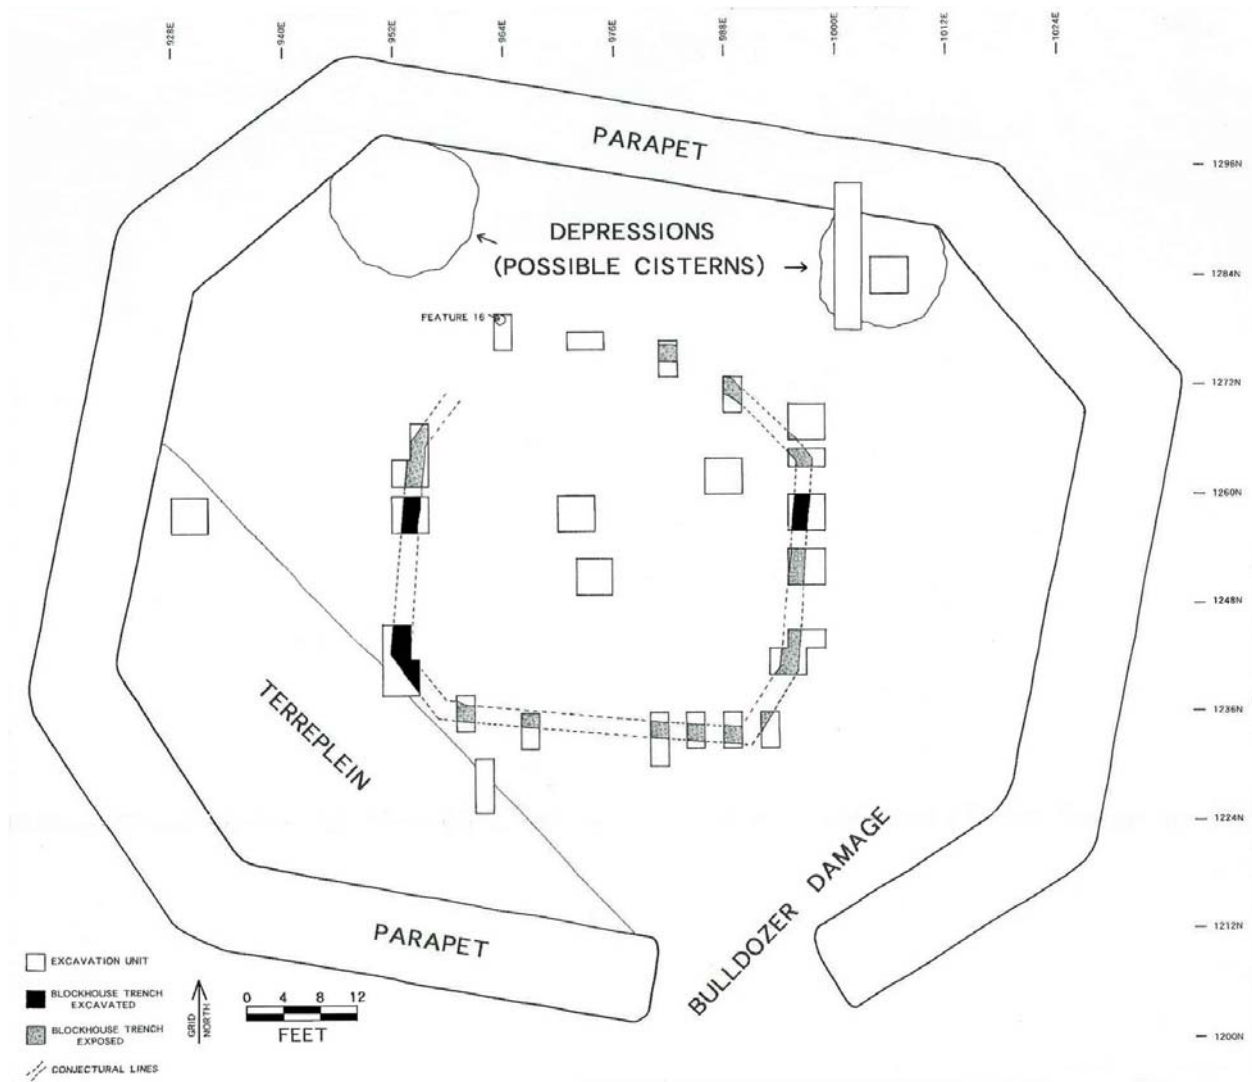 928E
940E
952E
964E
976E
988E
1000E
1012E
1024E
PARAPET
1296N
DEPRESSIONS
(POSSIBLE CISTERNS)
1284N
FEATURE 16
1272N
1260N
1248N
TERREPLEIN
1236N
BULLDOZER DAMAGE
1224N
PARAPET
1212N
EXCAVATION UNIT
BLOCKHOUSE TRENCH
EXCAVATED
BLOCKHOUSE TRENCH
EXPOSED
CONJECTURAL LINES
GRID
NORTH
0 4 8 12
FEET
1200N